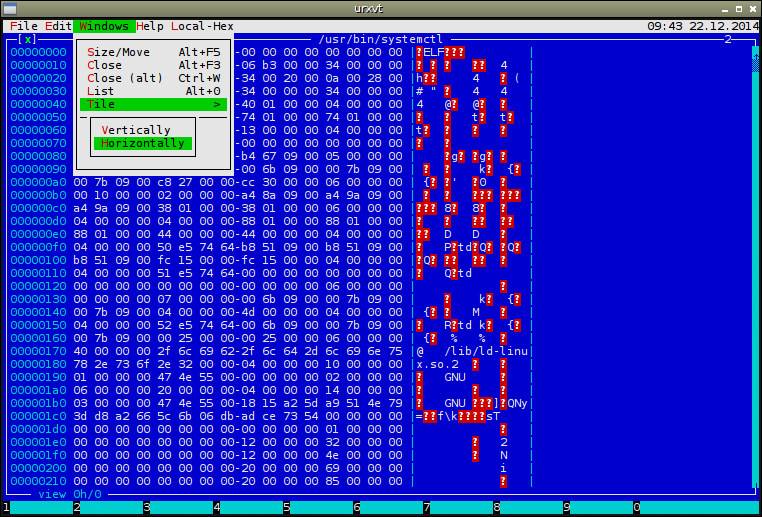 urxvt
File Edit Windows Help Local-Hex 09:43 22.12.2014
[x] /usr/bin/systemctl 2
Size/Move Alt+F5
Close Alt+F3
Close (alt) Ctrl+W
List Alt+0
Tile >
Vertically
Horizontally
00000000 -00 00 00 00 00 00 00 00 |?ELF???
00000010 -06 b3 00 00 34 00 00 00 |? ? ? ?? 4
00000020 -34 00 20 00 0a 00 28 00 h?? 4 ? (
00000030 -34 00 00 00 34 00 00 00 |# " 4 4
00000040 -40 01 00 00 04 00 00 00 |4 @? @? ?
00000050 -74 01 00 00 74 01 00 00 |? ? t? t?
00000060 -13 00 00 00 04 00 00 00 t? ? ? ?
00000070 -00 00 00 00 00 00 00 00 |? ?
00000080 -b4 67 09 00 05 00 00 00 | ?g? ?g? ?
00000090 -00 6b 09 00 00 7b 09 00 | ? ? k? {?
000000a0 00 7b 09 00 c8 27 00 00-cc 30 00 00 06 00 00 00 | {? ?' ?0 ?
000000b0 00 10 00 00 02 00 00 00-a4 8a 09 00 a4 9a 09 00 | ? ? ??? ???
000000c0 a4 9a 09 00 38 01 00 00-38 01 00 00 06 00 00 00 |??? 8? 8? ?
000000d0 04 00 00 00 04 00 00 00-88 01 00 00 88 01 00 00 |? ? ?? ??
000000e0 88 01 00 00 44 00 00 00-44 00 00 00 04 00 00 00 |?? D D ?
000000f0 04 00 00 00 50 e5 74 64-b8 51 09 00 b8 51 09 00 |? P?td?Q? ?Q?
00000100 b8 51 09 00 fc 15 00 00-fc 15 00 00 04 00 00 00 |?Q? ?? ?? ?
00000110 04 00 00 00 51 e5 74 64-00 00 00 00 00 00 00 00 |? Q?td
00000120 00 00 00 00 00 00 00 00-00 00 00 00 06 00 00 00 | ?
00000130 04 00 00 00 07 00 00 00-00 6b 09 00 00 7b 09 00 |? ? k? {?
00000140 00 7b 09 00 04 00 00 00-4d 00 00 00 04 00 00 00 | {? ? M ?
00000150 04 00 00 00 52 e5 74 64-00 6b 09 00 00 7b 09 00 |? R?td k? {?
00000160 00 7b 09 00 00 25 00 00-00 25 00 00 06 00 00 00 | {? % % ?
00000170 40 00 00 00 2f 6c 69 62-2f 6c 64 2d 6c 69 6e 75 @ /lib/ld-linu
00000180 78 2e 73 6f 2e 32 00 00-04 00 00 00 10 00 00 00 x.so.2 ? ?
00000190 01 00 00 00 47 4e 55 00-00 00 00 00 02 00 00 00 |? GNU ?
000001a0 06 00 00 00 20 00 00 00-04 00 00 00 14 00 00 00 |? ? ?
000001b0 03 00 00 00 47 4e 55 00-18 15 a2 5d a9 51 4e 79 |? GNU ???]?QNy
000001c0 3d d8 a2 66 5c 6b 06 db-ad ce 73 54 00 00 00 00 =??f\k????sT
000001d0 00 00 00 00 00 00 00 00-00 00 00 00 01 00 00 00 ?
000001e0 00 00 00 00 00 00 00 00-12 00 00 00 32 00 00 00 | ? 2
000001f0 00 00 00 00 00 00 00 00-12 00 00 00 4e 00 00 00 | ? N
00000200 00 00 00 00 00 00 00 00-20 00 00 00 69 00 00 00 | i
00000210 00 00 00 00 00 00 00 00-20 00 00 00 85 00 00 00 | ?
view 0h/0
1 2 3 4 5 6 7 8 9 0